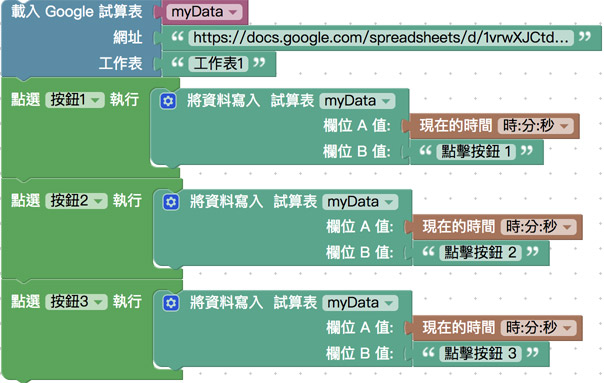 載入 Google 試算表 myData
網址 “ https://docs.google.com/spreadsheets/d/1vrwXJCtd... ”
工作表 “ 工作表1 ”
點選 按鈕1 執行 將資料寫入 試算表 myData
欄位 A 值: 現在的時間 時:分:秒
欄位 B 值: “ 點擊按鈕 1 ”
點選 按鈕2 執行 將資料寫入 試算表 myData
欄位 A 值: 現在的時間 時:分:秒
欄位 B 值: “ 點擊按鈕 2 ”
點選 按鈕3 執行 將資料寫入 試算表 myData
欄位 A 值: 現在的時間 時:分:秒
欄位 B 值: “ 點擊按鈕 3 ”